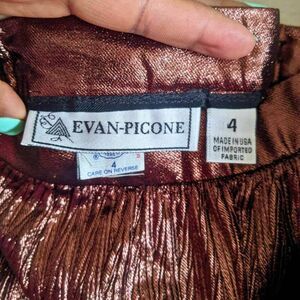 EVAN-PICONE
4
MADE IN USA
OF IMPORTED
FABRIC
4
CARE ON REVERSE